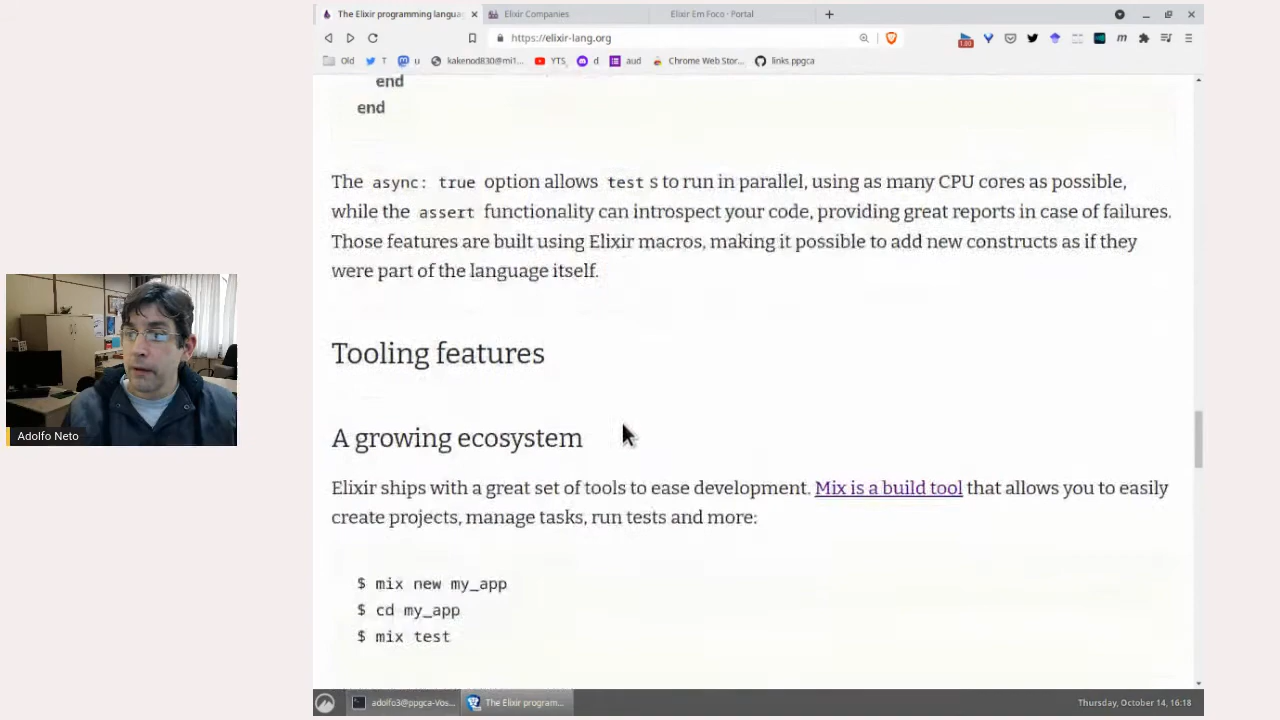 The Elixir programming langua
Elixir Companies
Elixir Em Foco - Portal
https://elixir-lang.org
Old
T
u
kakenod830@mi1...
YTS
d
aud
Chrome Web Stor...
links.ppgca
end
end
The async: true option allows test s to run in parallel, using as many CPU cores as possible,
while the assert functionality can introspect your code, providing great reports in case of failures.
Those features are built using Elixir macros, making it possible to add new constructs as if they
were part of the language itself.
Tooling features
A growing ecosystem
Elixir ships with a great set of tools to ease development. Mix is a build tool that allows you to easily
create projects, manage tasks, run tests and more:
$ mix new my_app
$ cd my_app
$ mix test
Adolfo Neto
adolfo3@ppgca-Vos...
The Elixir program...
Thursday, October 14, 16:18